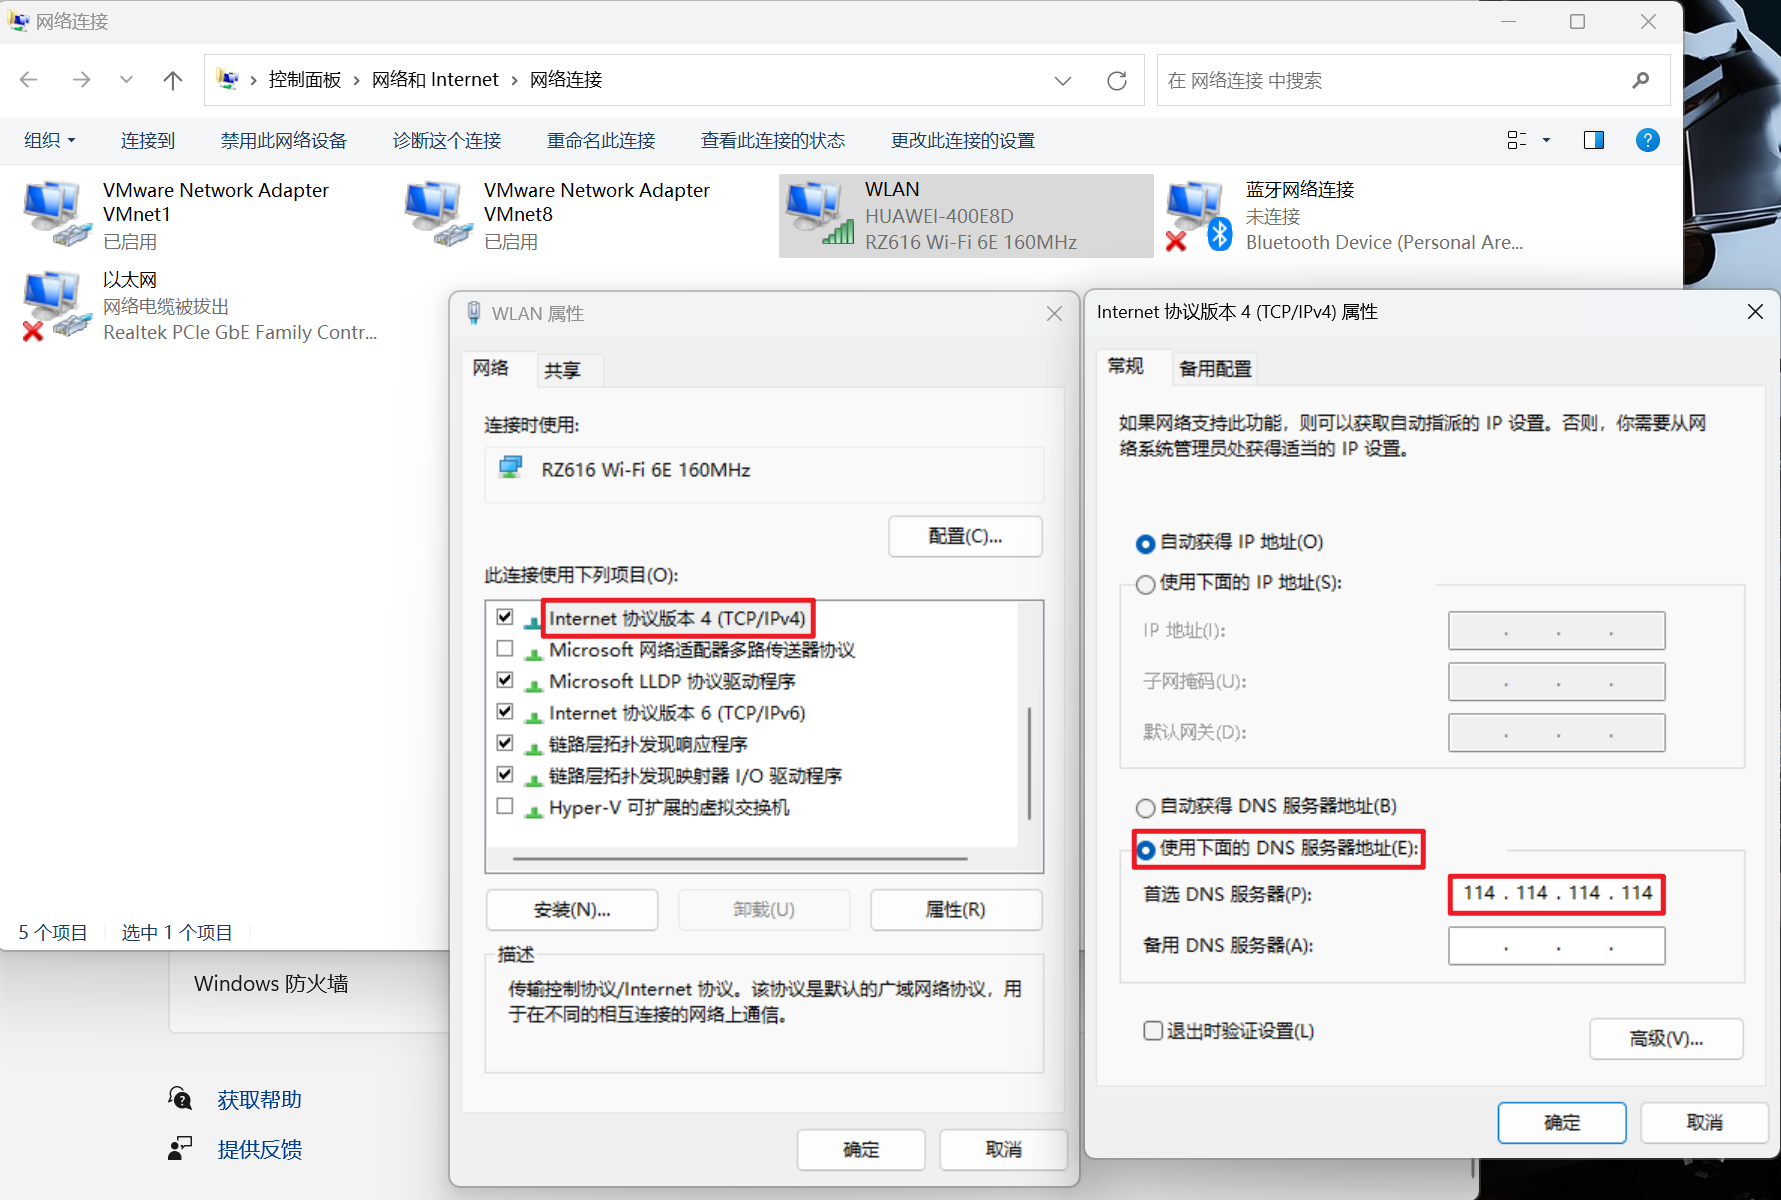 网络连接
控制面板 › 网络和 Internet › 网络连接
在 网络连接 中搜索
组织
连接到
禁用此网络设备
诊断这个连接
重命名此连接
查看此连接的状态
更改此连接的设置
?
VMware Network Adapter
VMnet1
已启用
VMware Network Adapter
VMnet8
已启用
WLAN
HUAWEI-400E8D
RZ616 Wi-Fi 6E 160MHz
蓝牙网络连接
未连接
Bluetooth Device (Personal Are...
以太网
网络电缆被拔出
Realtek PCIe GbE Family Contr...
5 个项目
选中 1 个项目
Windows 防火墙
获取帮助
提供反馈
WLAN 属性
网络
共享
连接时使用:
RZ616 Wi-Fi 6E 160MHz
配置(C)...
此连接使用下列项目(O):
Internet 协议版本 4 (TCP/IPv4)
Microsoft 网络适配器多路传送器协议
Microsoft LLDP 协议驱动程序
Internet 协议版本 6 (TCP/IPv6)
链路层拓扑发现响应程序
链路层拓扑发现映射器 I/O 驱动程序
Hyper-V 可扩展的虚拟交换机
安装(N)...
卸载(U)
属性(R)
描述
传输控制协议/Internet 协议。该协议是默认的广域网络协议，用
于在不同的相互连接的网络上通信。
确定
取消
Internet 协议版本 4 (TCP/IPv4) 属性
常规
备用配置
如果网络支持此功能，则可以获取自动指派的 IP 设置。否则，你需要从网
络系统管理员处获得适当的 IP 设置。
自动获得 IP 地址(O)
使用下面的 IP 地址(S):
IP 地址(I):
. . .
子网掩码(U):
. . .
默认网关(D):
. . .
自动获得 DNS 服务器地址(B)
使用下面的 DNS 服务器地址(E):
首选 DNS 服务器(P):
114 . 114 . 114 . 114
备用 DNS 服务器(A):
. . .
退出时验证设置(L)
高级(V)...
确定
取消